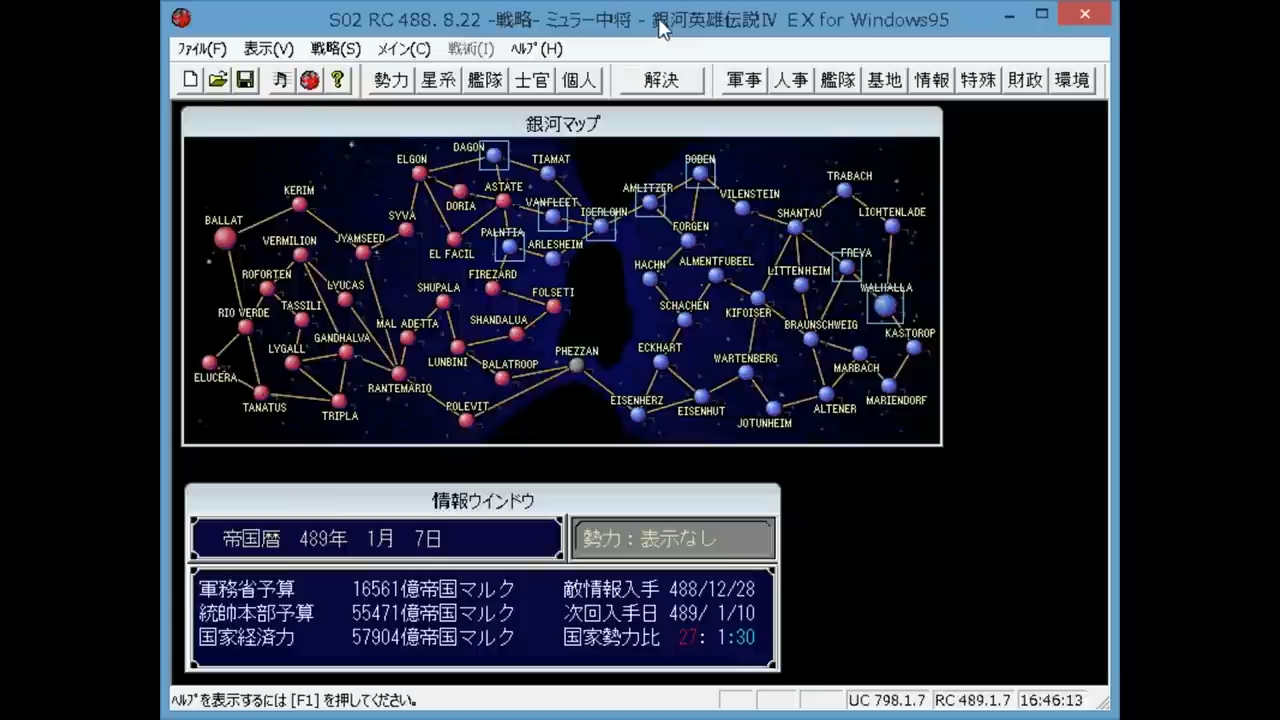 S02 RC 488. 8.22 -戦略- ミュラー中将 - 銀河英雄伝説Ⅳ EX for Windows95
ﾌｧｲﾙ(F) 表示(V) 戦略(S) メイン(C) 戦術(I) ﾍﾙﾌﾟ(H)
勢力 星系 艦隊 士官 個人 解決 軍事 人事 艦隊 基地 情報 特殊 財政 環境
銀河マップ
DAGON
ELGON
TIAMAT
DODEN
TRABACH
KERIM
DORIA
ASTATE
VANFLEET
AMLITZER
VILENSTEIN
BALLAT
SYVA
IGERLOHN
SHANTAU
LICHTENLADE
VERMILION
JYAMSEED
EL FACIL
PALNTIA
ARLESHEIM
FORGEN
FREYA
ROFORTEN
LYUCAS
FIREZARD
HACHN
ALMENTFUBEEL
LITTENHEIM
WALHALLA
RIO VERDE
TASSILI
SHUPALA
FOLSETI
SCHACHEN
KIFOISER
MAL ADETTA
SHANDALUA
BRAUNSCHWEIG
KASTOROP
LYGALL
GANDHALVA
LUNBINI
BALATROOP
PHEZZAN
ECKHART
WARTENBERG
MARBACH
ELUCERA
RANTEMARIO
TANATUS
TRIPLA
POLEVIT
EISENHERZ
EISENHUT
JOTUNHEIM
ALTENER
MARIENDORF
情報ウインドウ
帝国暦 489年 1月 7日 勢力：表示なし
軍務省予算 16561億帝国マルク 敵情報入手 488/12/28
統帥本部予算 55471億帝国マルク 次回入手日 489/ 1/10
国家経済力 57904億帝国マルク 国家勢力比 27: 1:30
ﾍﾙﾌﾟを表示するには [F1] を押してください。 UC 798.1.7 RC 489.1.7 16:46:13